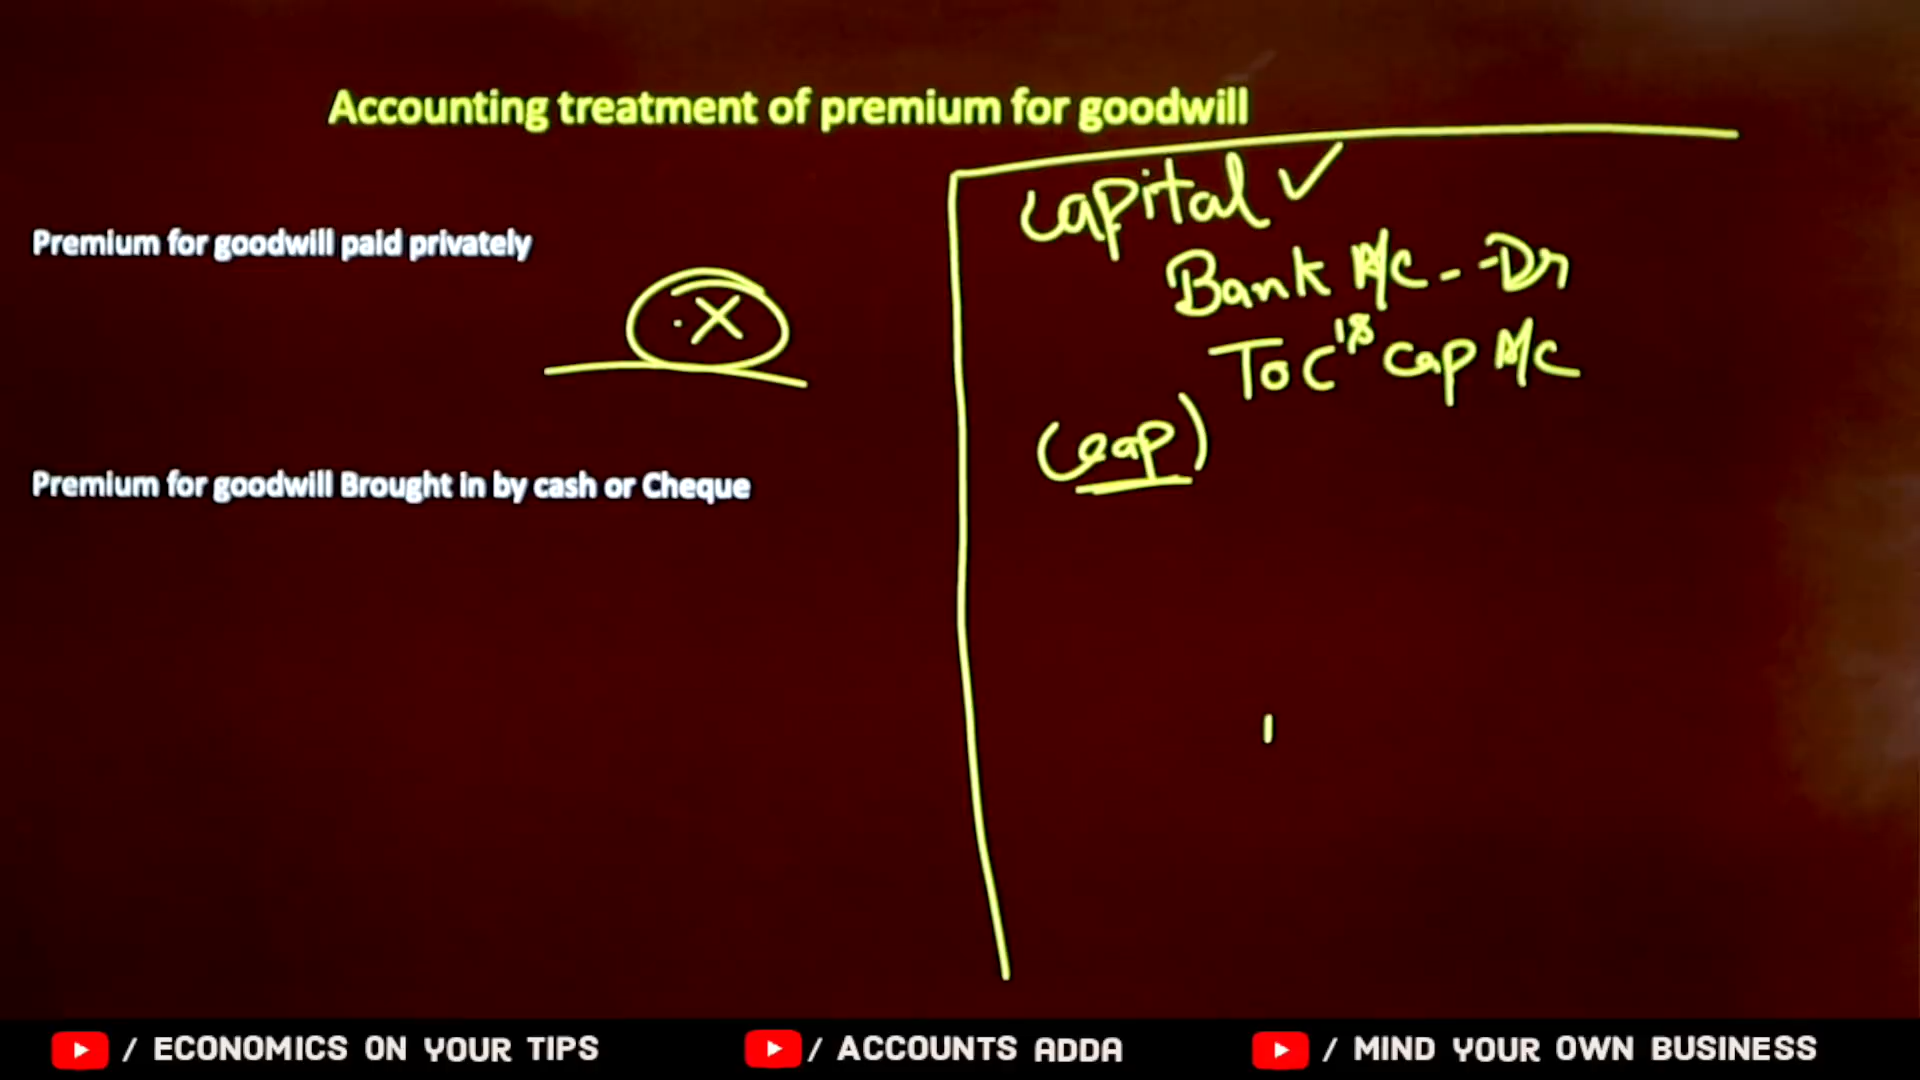 Accounting treatment of premium for goodwill
Premium for goodwill paid privately
X
Premium for goodwill Brought in by cash or Cheque
Capital ✓
Bank A/C - - Dr
To C's Cap A/C
(cap)
/ ECONOMICS ON YOUR TIPS
/ ACCOUNTS ADDA
/ MIND YOUR OWN BUSINESS